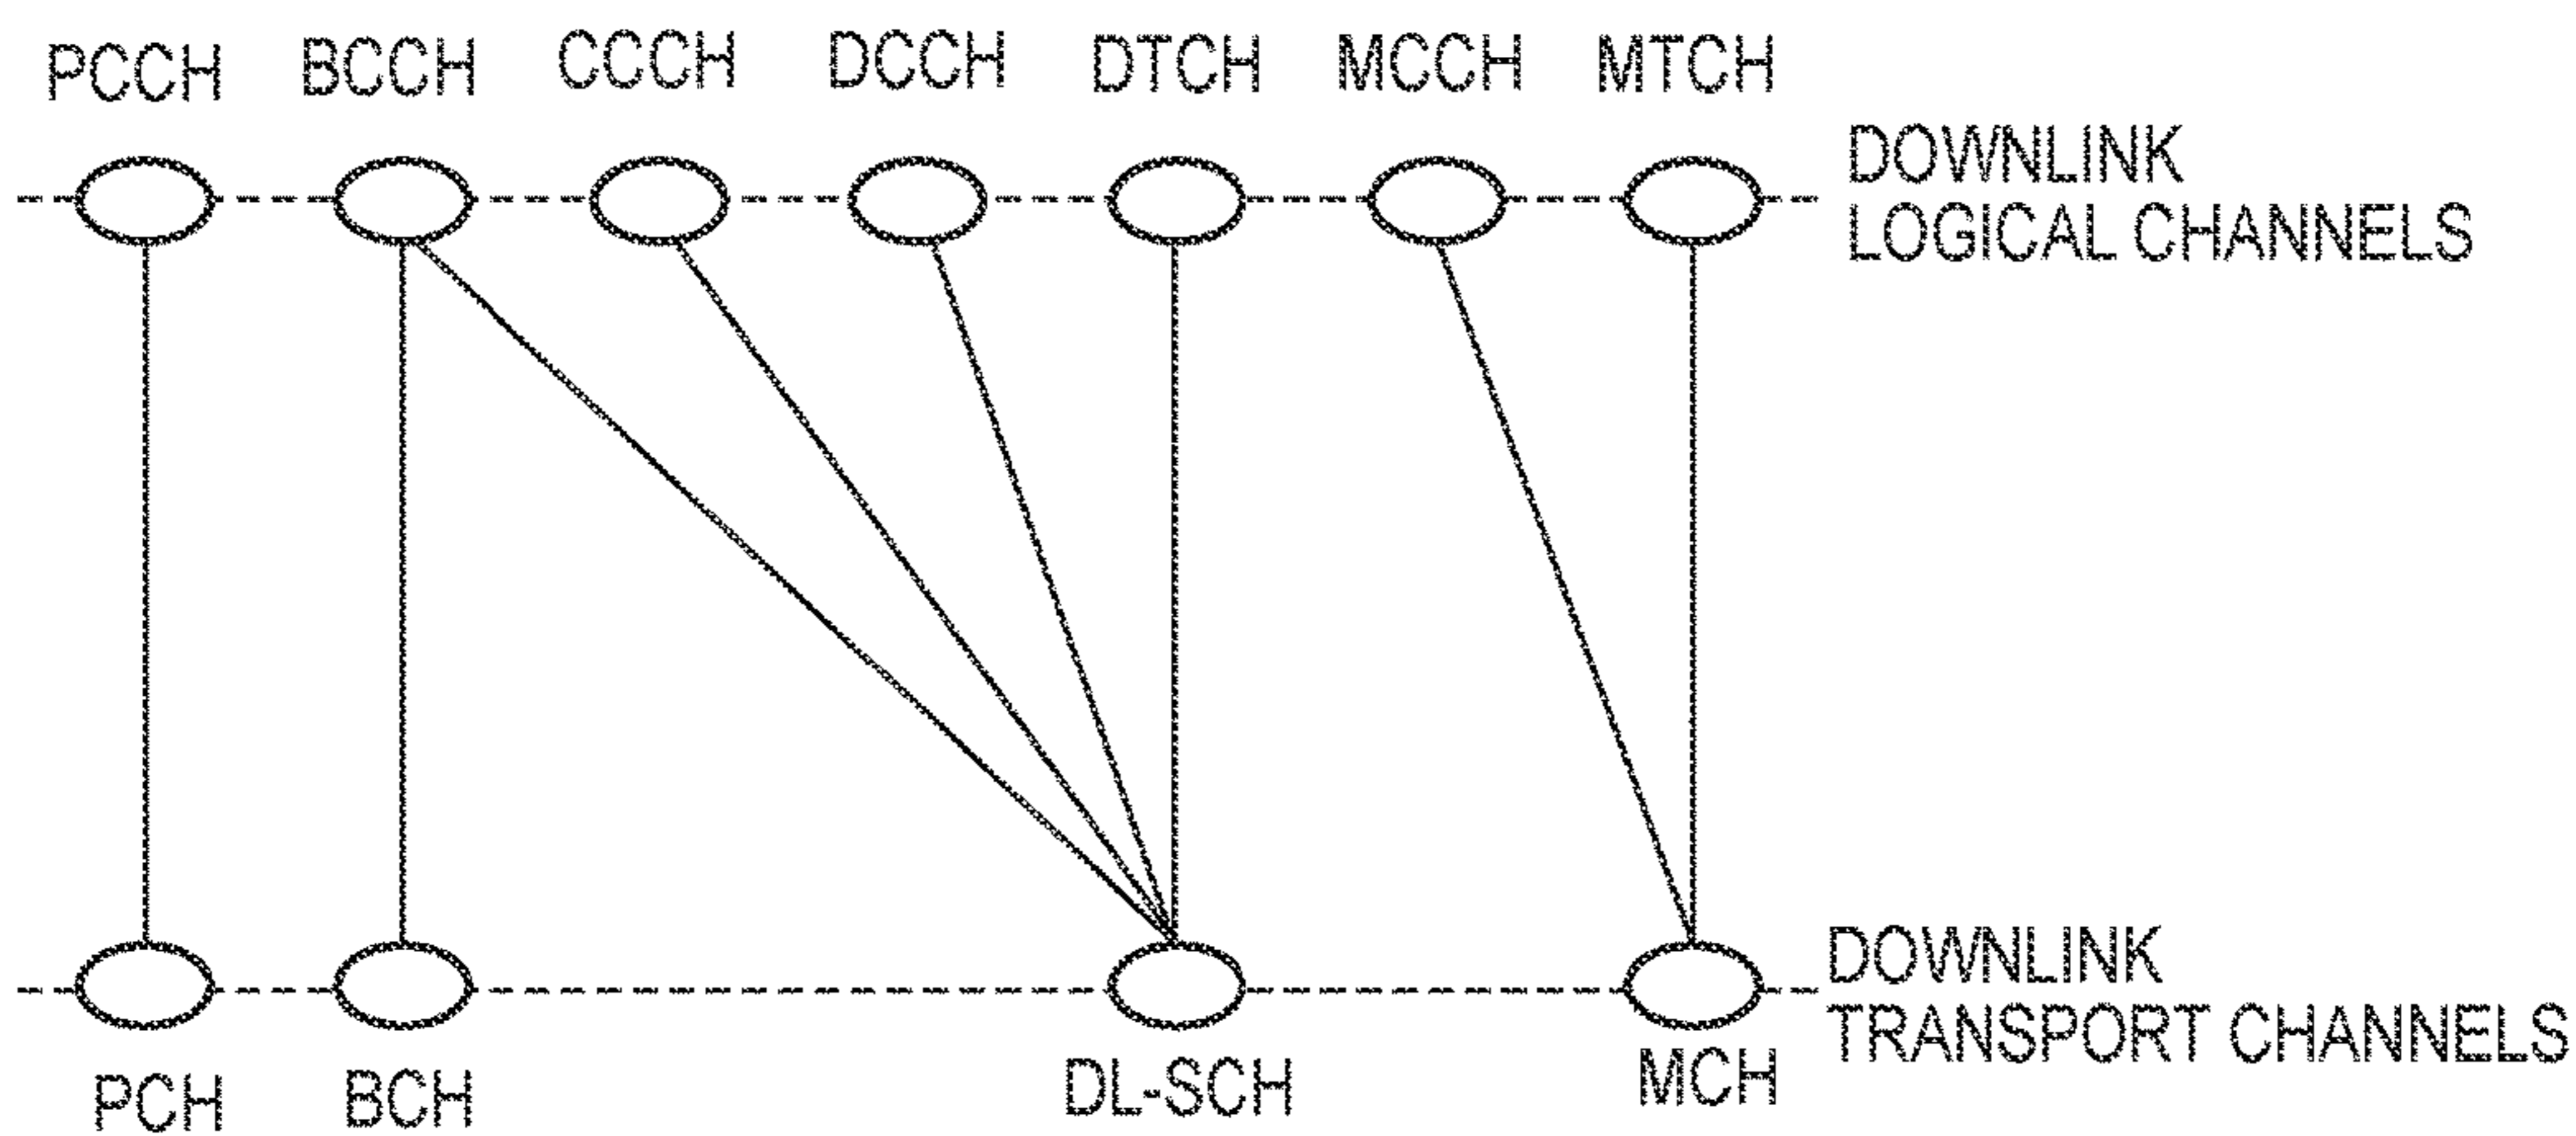 PCCH BCCH CCCH DCCH DTCH MCCH MTCH
DOWNLINK
LOGICAL CHANNELS
DOWNLINK
TRANSPORT CHANNELS
PCH BCH DL-SCH MCH